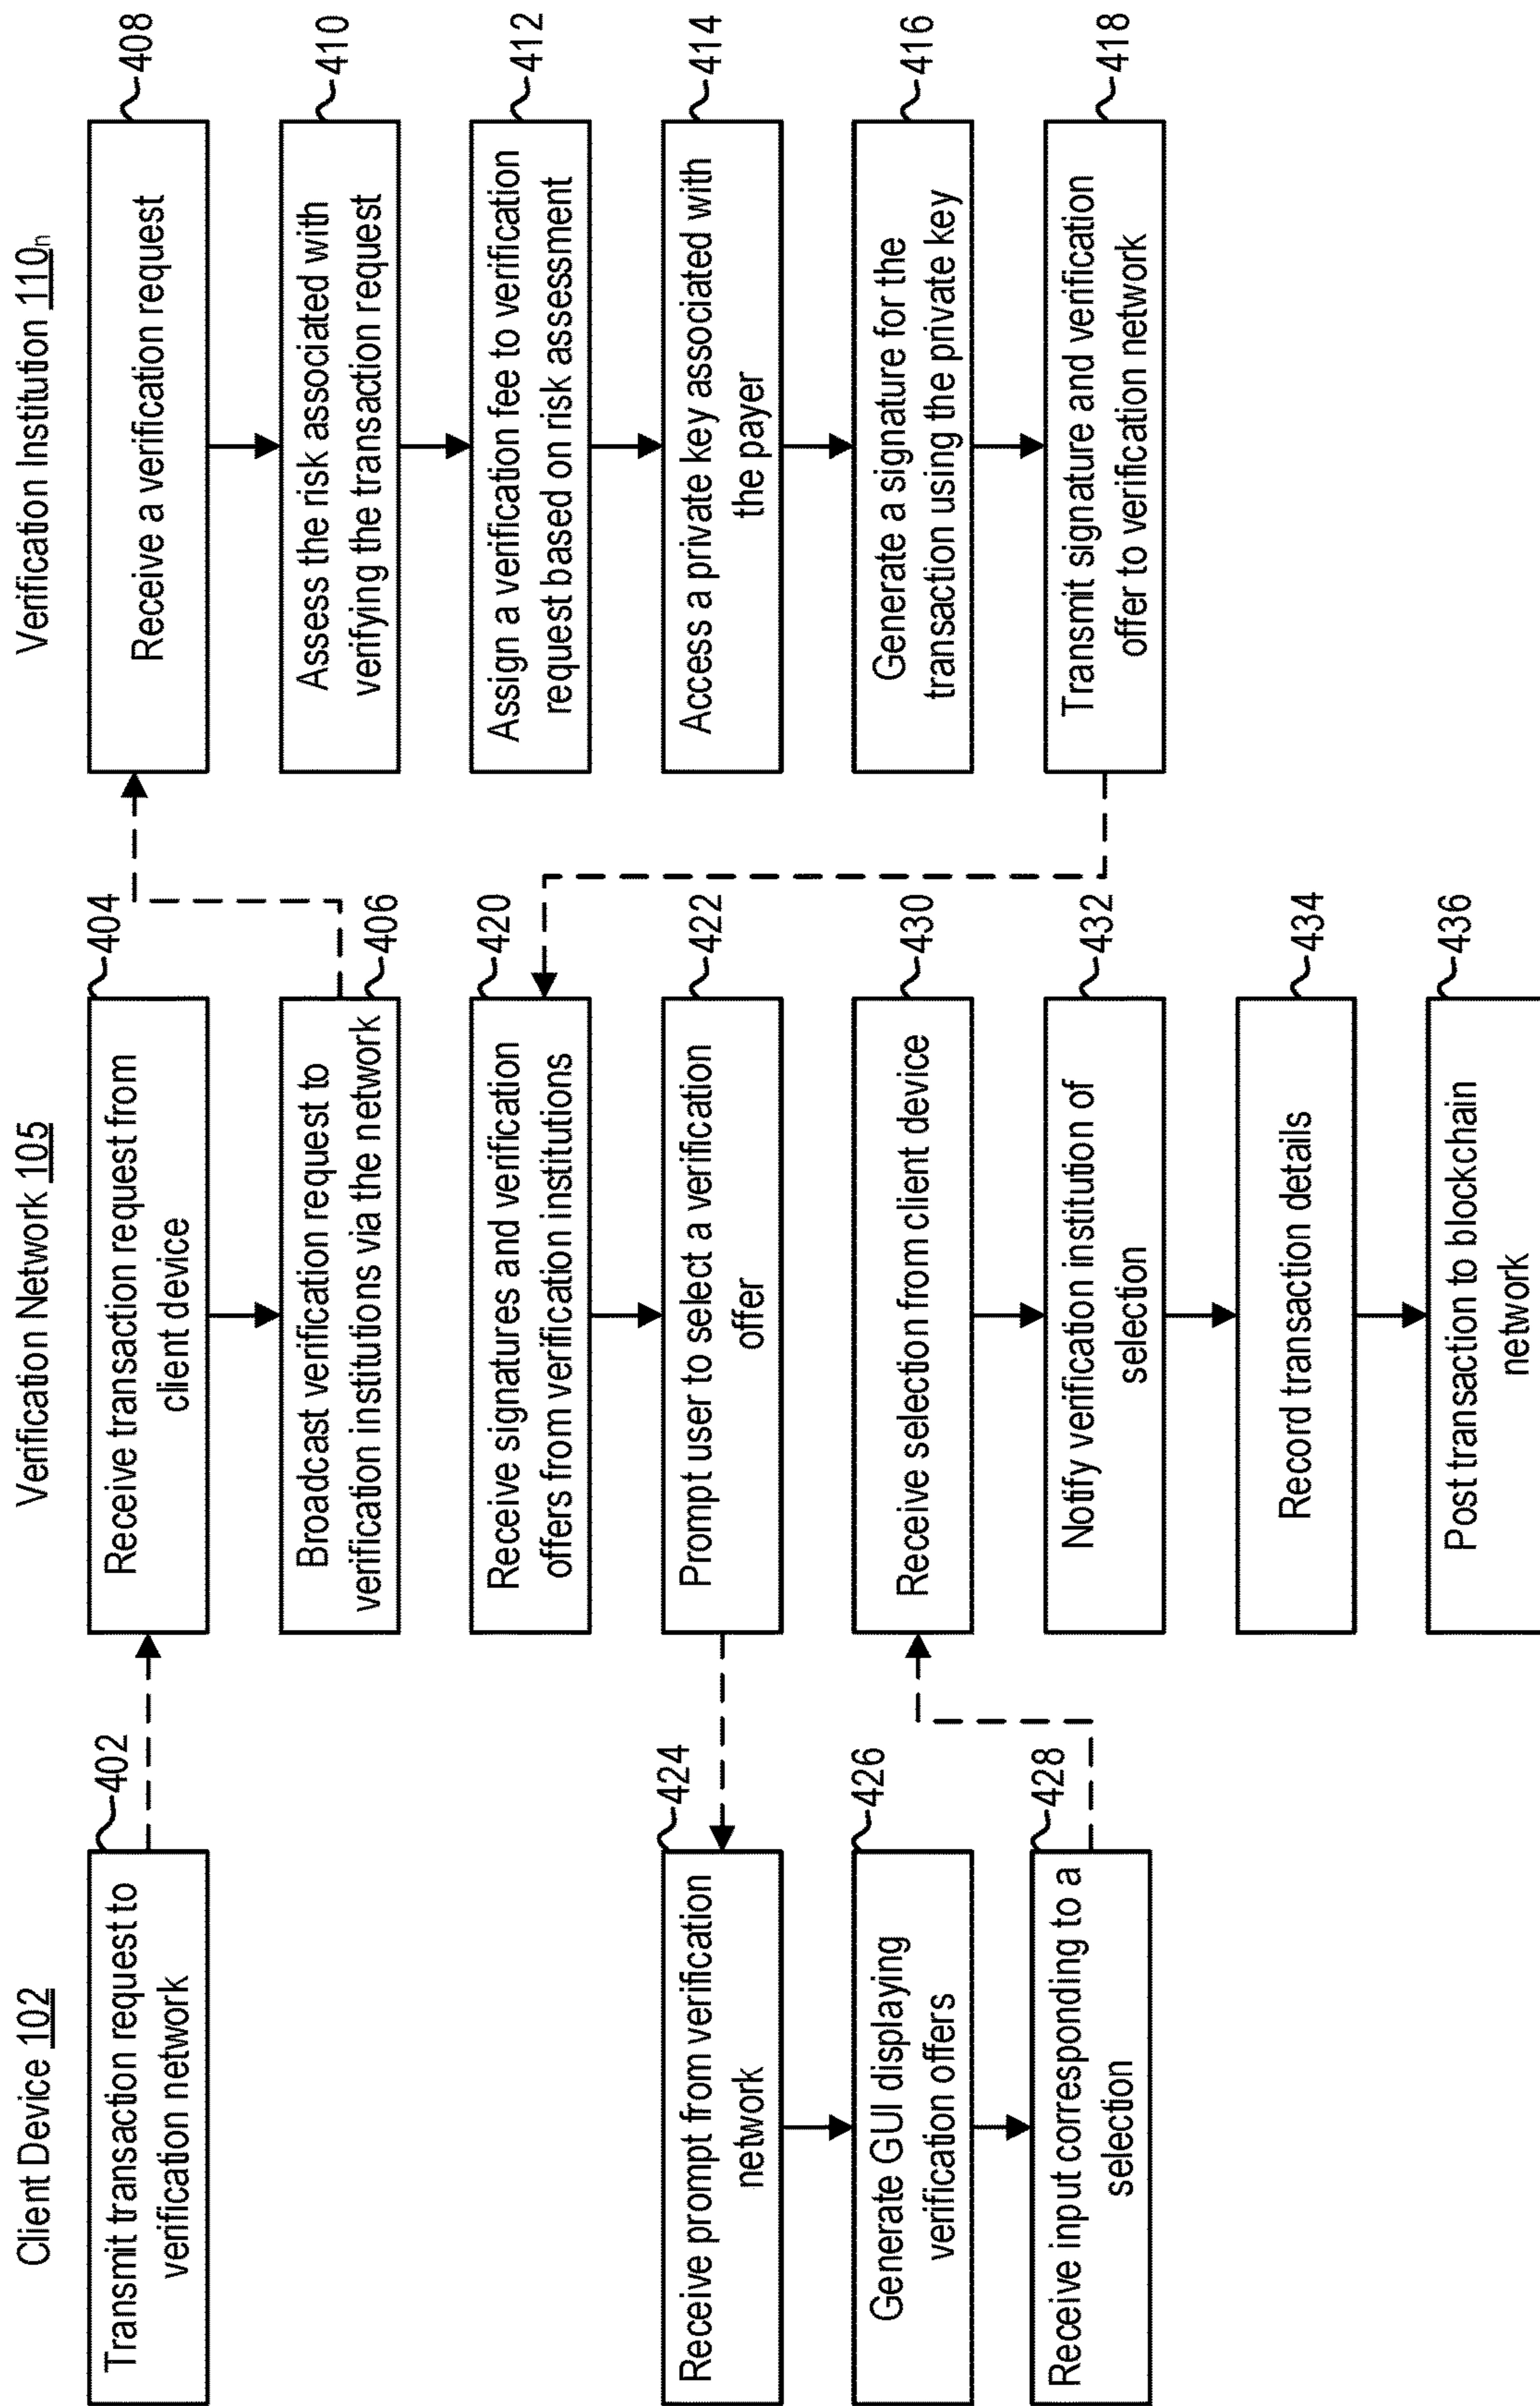 Client Device 102
Transmit transaction request to
verification network
402
Receive prompt from verification
network
424
Generate GUI displaying
verification offers
426
Receive input corresponding to a
selection
428
Verification Network 105
Receive transaction request from
client device
404
Broadcast verification request to
verification institutions via the network
406
Receive signatures and verification
offers from verification institutions
420
Prompt user to select a verification
offer
422
Receive selection from client device
430
Notify verification institution of
selection
432
Record transaction details
434
Post transaction to blockchain
network
436
Verification Institution 110n
Receive a verification request
408
Assess the risk associated with
verifying the transaction request
410
Assign a verification fee to verification
request based on risk assessment
412
Access a private key associated with
the payer
414
Generate a signature for the
transaction using the private key
416
Transmit signature and verification
offer to verification network
418